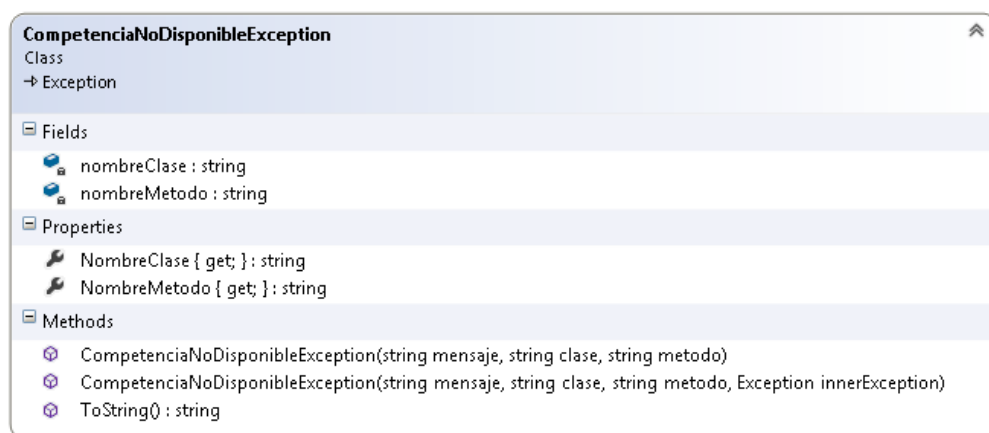 CompetenciaNoDisponibleException
Class
Exception
Fields
nombreClase : string
nombreMetodo : string
Properties
NombreClase { get; } : string
NombreMetodo { get; } : string
Methods
CompetenciaNoDisponibleException(string mensaje, string clase, string metodo)
CompetenciaNoDisponibleException(string mensaje, string clase, string metodo, Exception innerException)
ToString() : string